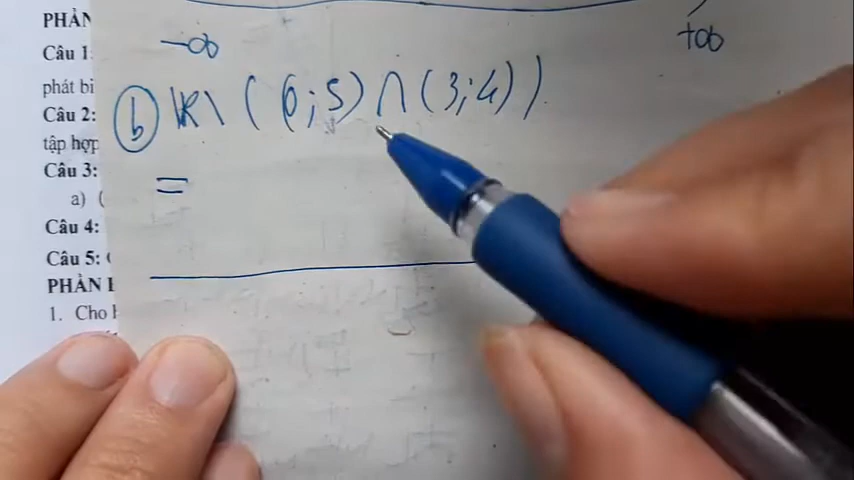 PHẦN
Câu 1:
phát bi
Câu 2:
tập hợp
Câu 3:
a) (
Câu 4:
Câu 5:
PHẦN
1. Cho
-∞
+∞
b) ℝ\ ( (0;5) ∩ (3;4) )
=